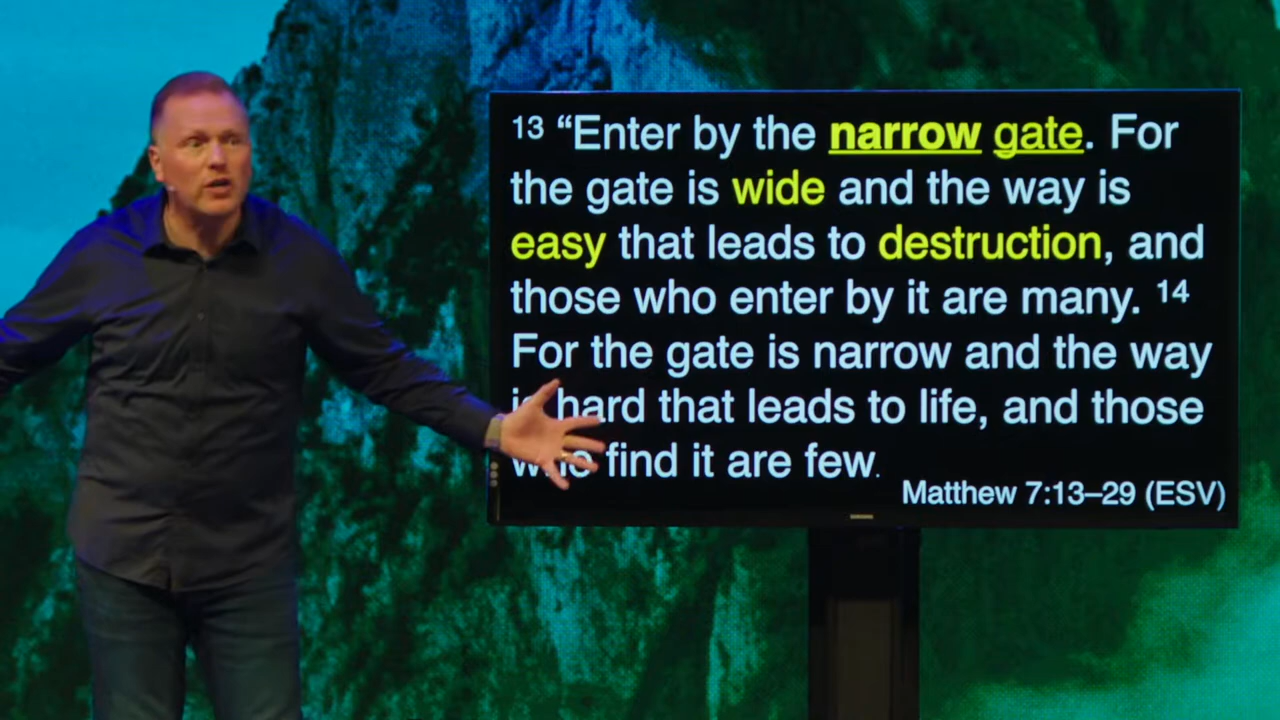 13 “Enter by the narrow gate. For
the gate is wide and the way is
easy that leads to destruction, and
those who enter by it are many. 14
For the gate is narrow and the way
hard that leads to life, and those
find it are few.
Matthew 7:13–29 (ESV)
SAMSUNG